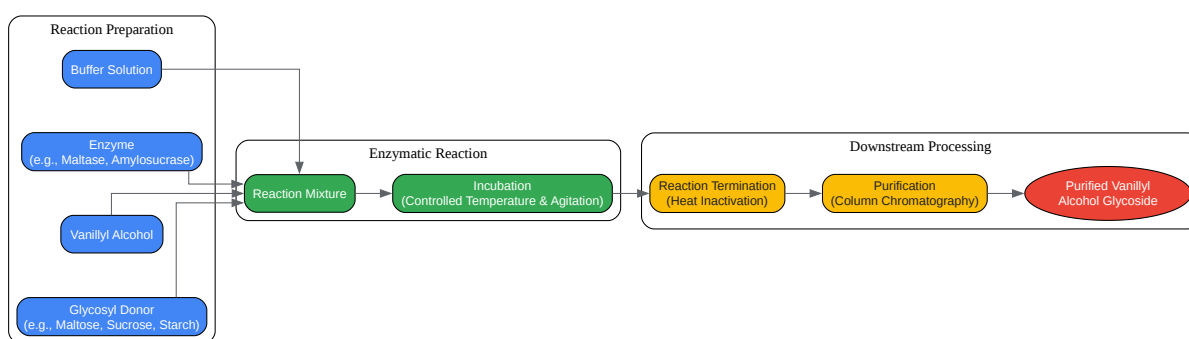 Reaction Preparation
Buffer Solution
Enzyme
(e.g., Maltase, Amylosucrase)
Vanillyl Alcohol
Glycosyl Donor
(e.g., Maltose, Sucrose, Starch)
Enzymatic Reaction
Reaction Mixture
Incubation
(Controlled Temperature & Agitation)
Downstream Processing
Reaction Termination
(Heat Inactivation)
Purification
(Column Chromatography)
Purified Vanillyl
Alcohol Glycoside